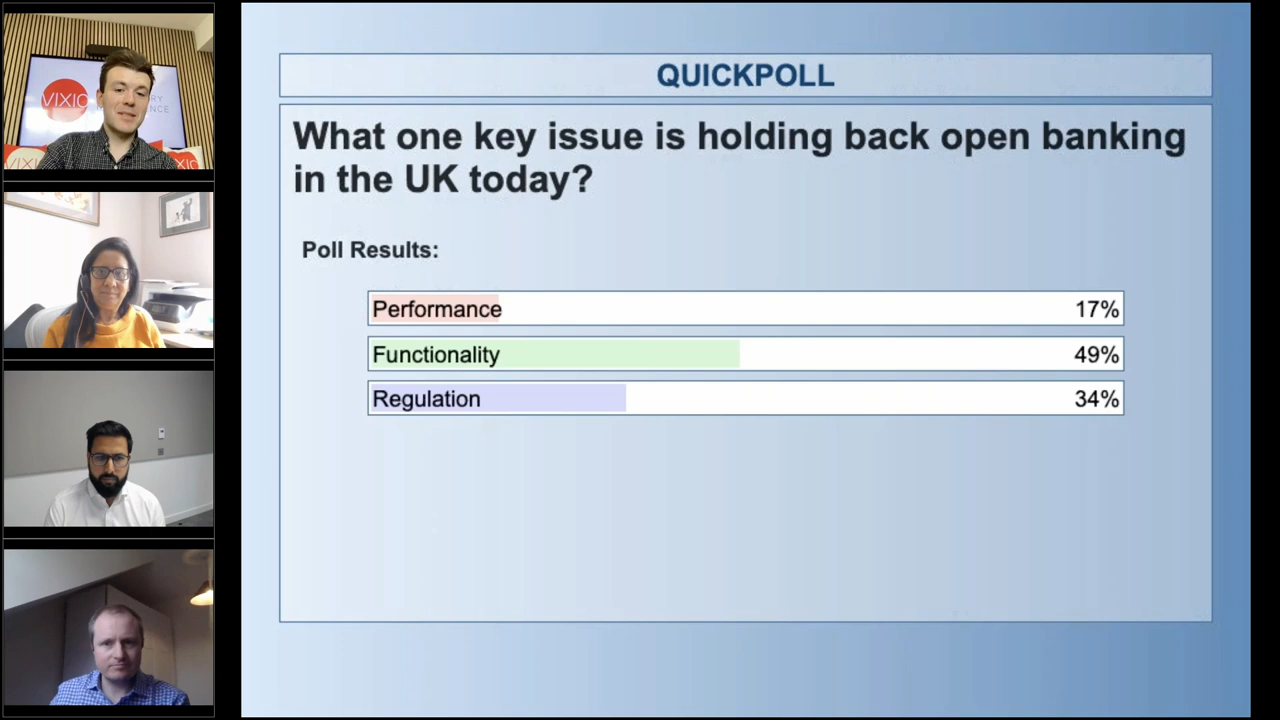 VIXIO
QUICKPOLL
What one key issue is holding back open banking
in the UK today?
Poll Results:
Performance 17%
Functionality 49%
Regulation 34%